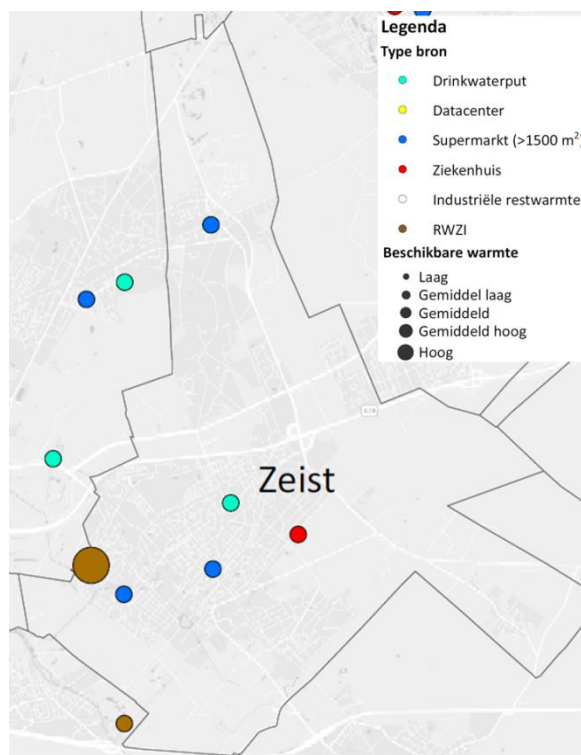 Legenda
Type bron
Drinkwaterput
Datacenter
Supermarkt (>1500 m²)
Ziekenhuis
Industriële restwarmte
RWZI
Beschikbare warmte
Laag
Gemiddel laag
Gemiddeld
Gemiddeld hoog
Hoog
Zeist